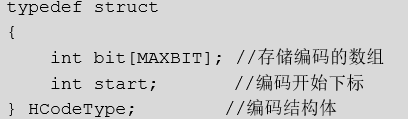 typedef struct
{
    int bit[MAXBIT]; //存储编码的数组
    int start;       //编码开始下标
} HCodeType;         //编码结构体